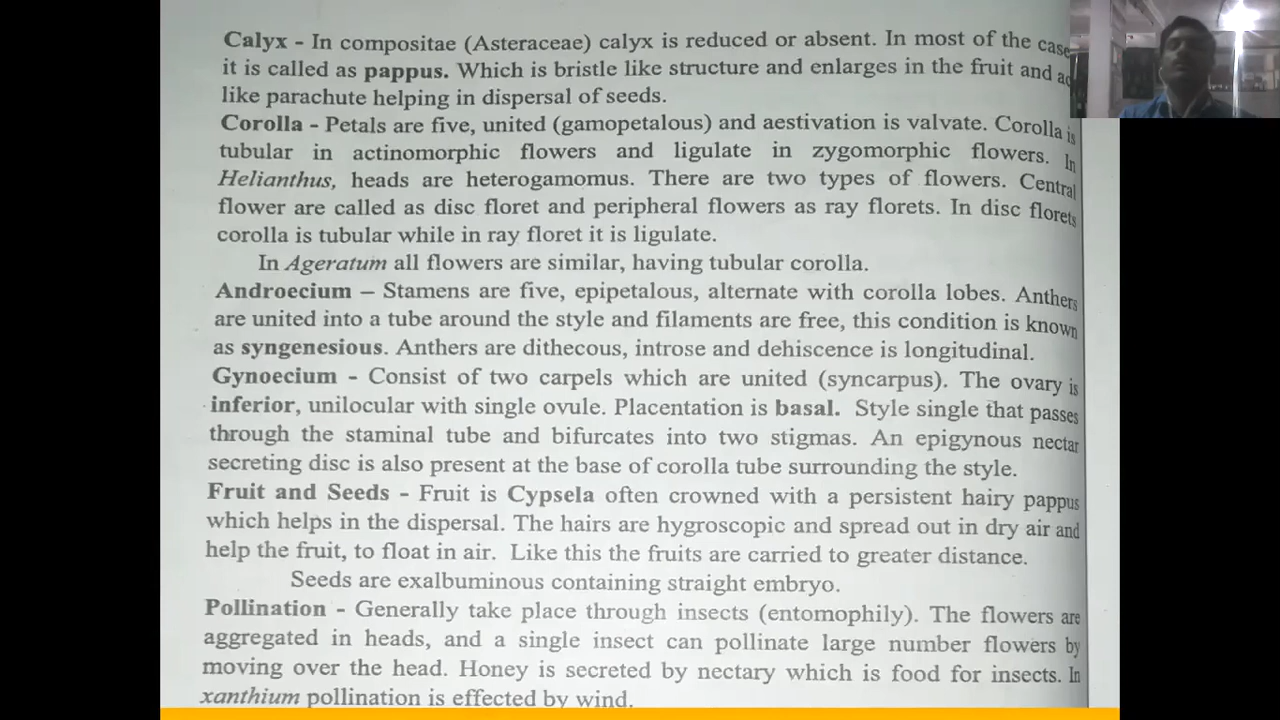 Calyx - In compositae (Asteraceae) calyx is reduced or absent. In most of the case
it is called as pappus. Which is bristle like structure and enlarges in the fruit and
like parachute helping in dispersal of seeds.
Corolla - Petals are five, united (gamopetalous) and aestivation is valvate. Corolla is
tubular in actinomorphic flowers and ligulate in zygomorphic flowers. In
Helianthus, heads are heterogamomus. There are two types of flowers. Central
flower are called as disc floret and peripheral flowers as ray florets. In disc florets
corolla is tubular while in ray floret it is ligulate.
In Ageratum all flowers are similar, having tubular corolla.
Androecium – Stamens are five, epipetalous, alternate with corolla lobes. Anthers
are united into a tube around the style and filaments are free, this condition is known
as syngenesious. Anthers are dithecous, introse and dehiscence is longitudinal.
Gynoecium - Consist of two carpels which are united (syncarpus). The ovary is
inferior, unilocular with single ovule. Placentation is basal. Style single that passes
through the staminal tube and bifurcates into two stigmas. An epigynous nectar
secreting disc is also present at the base of corolla tube surrounding the style.
Fruit and Seeds - Fruit is Cypsela often crowned with a persistent hairy pappus
which helps in the dispersal. The hairs are hygroscopic and spread out in dry air and
help the fruit, to float in air. Like this the fruits are carried to greater distance.
Seeds are exalbuminous containing straight embryo.
Pollination - Generally take place through insects (entomophily). The flowers are
aggregated in heads, and a single insect can pollinate large number flowers by
moving over the head. Honey is secreted by nectary which is food for insects. In
xanthium pollination is effected by wind.